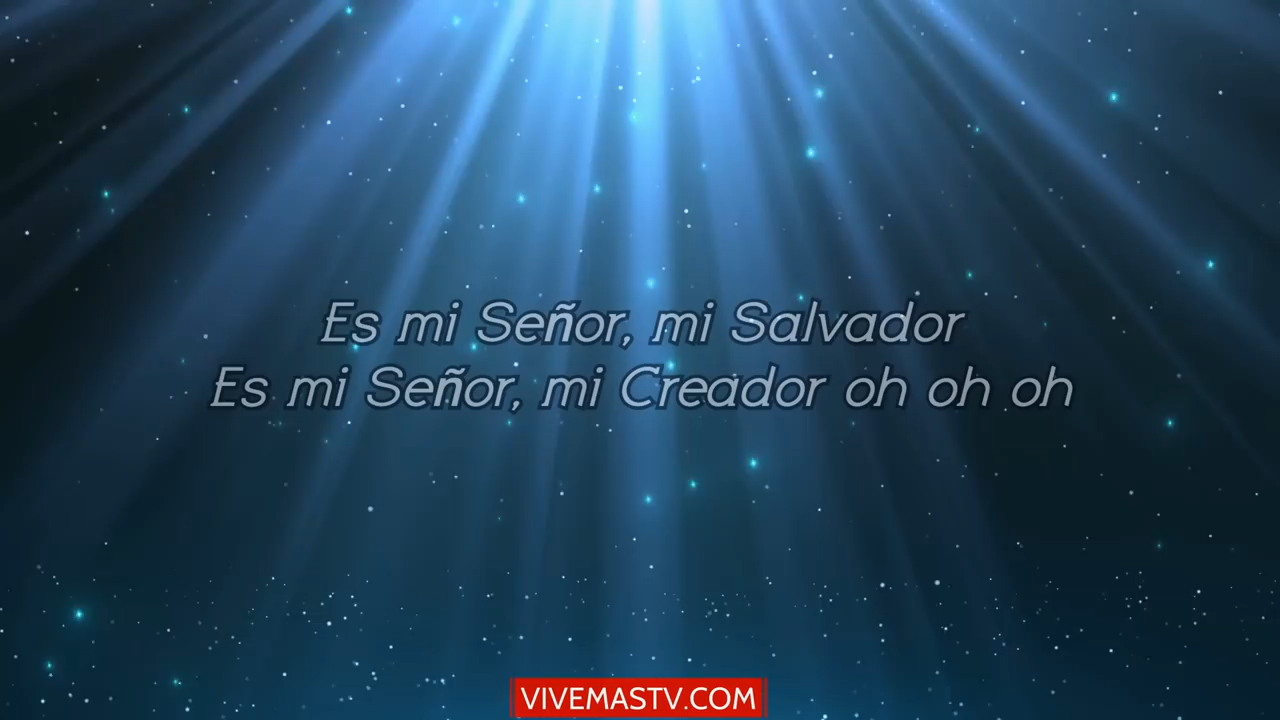 Es mi Señor, mi Salvador
Es mi Señor, mi Creador oh oh oh
VIVEMASTV.COM